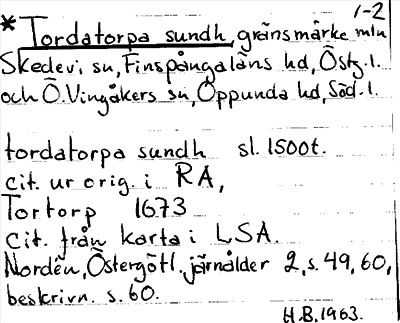 1-2
*Tordatorpa sundh, gränsmärke mln
Skedevi sn, Finspångaläns hd, Östg.l.
och Ö.Vingåkers sn, Oppunda hd, Söd.l.
tordatorpa sundh sl. 1500t.
cit. ur orig. i RA,
Tortorp 1673
cit. från karta i LSA.
Nordén, Östergötl. järnålder 2, s. 49, 60,
beskrivn. s. 60.
H.B. 1963.